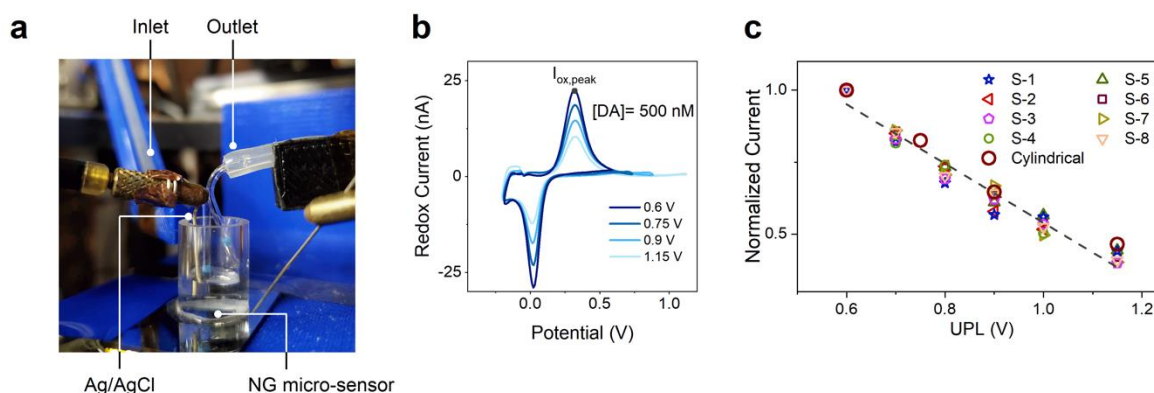 a
Inlet
Outlet
Ag/AgCl
NG micro-sensor
b
I_ox,peak
[DA]= 500 nM
25
0
-25
Redox Current (nA)
0.6 V
0.75 V
0.9 V
1.15 V
0.0
0.5
1.0
Potential (V)
c
1.0
0.5
Normalized Current
S-1
S-2
S-3
S-4
Cylindrical
S-5
S-6
S-7
S-8
0.6
0.8
1.0
1.2
UPL (V)